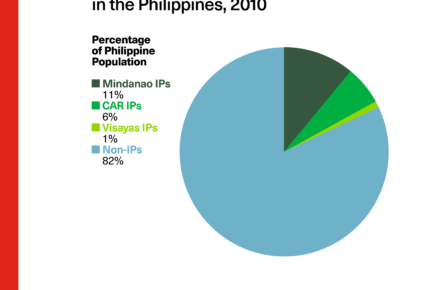 in the Philippines, 2010
Percentage
of Philippine
Population
Mindanao IPs
11%
CAR IPs
6%
Visayas IPs
1%
Non-IPs
82%